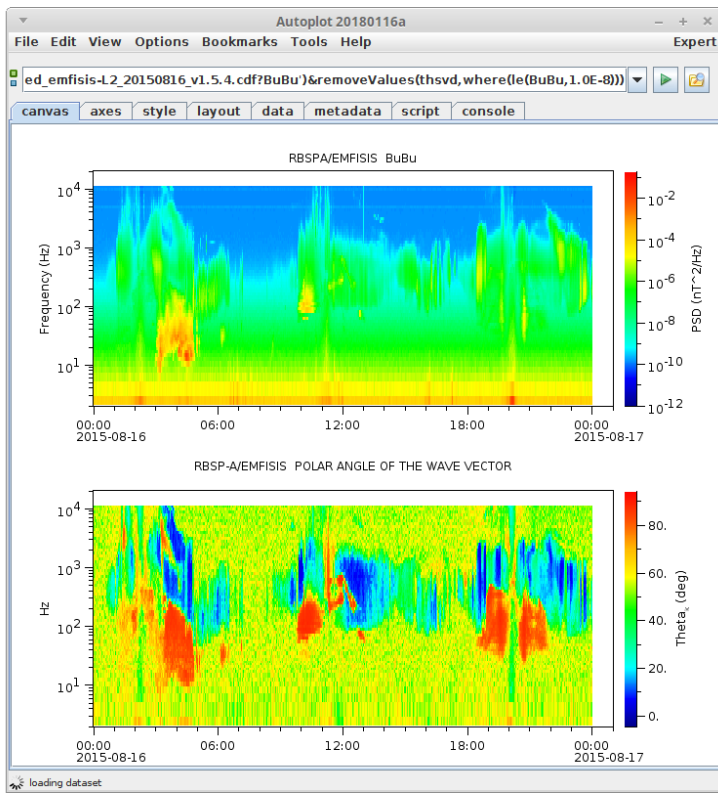 Autoplot 20180116a
File Edit View Options Bookmarks Tools Help Expert
ed_emfisis-L2_20150816_v1.5.4.cdf?BuBu')&removeValues(thsvd,where(le(BuBu,1.0E-8)))
canvas axes style layout data metadata script console
RBSPA/EMFISIS BuBu
10^4
10^3
10^2
10^1
Frequency (Hz)
10^-2
10^-4
10^-6
10^-8
10^-10
10^-12
PSD (nT^2/Hz)
00:00 06:00 12:00 18:00 00:00
2015-08-16 2015-08-17
RBSP-A/EMFISIS POLAR ANGLE OF THE WAVE VECTOR
10^4
10^3
10^2
10^1
Hz
80.
60.
40.
20.
0.
Theta_K (deg)
00:00 06:00 12:00 18:00 00:00
2015-08-16 2015-08-17
loading dataset